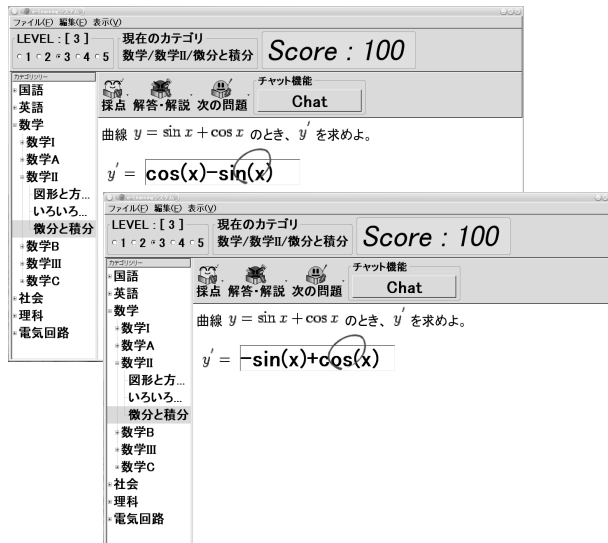 ファイル(F) 編集(E) 表示(V)
LEVEL : [ 3 ]
1 2 3 4 5
現在のカテゴリ
数学/数学II/微分と積分
Score : 100
カテゴリツリー
国語
英語
数学
数学I
数学A
数学II
図形と方...
いろいろ...
微分と積分
数学B
数学III
数学C
社会
理科
電気回路
採点 解答・解説 次の問題
チャット機能
Chat
曲線 y = sin x + cos x のとき、 y′ を求めよ。
y′ = cos(x)-sin(x)
ファイル(F) 編集(E) 表示(V)
LEVEL : [ 3 ]
1 2 3 4 5
現在のカテゴリ
数学/数学II/微分と積分
Score : 100
カテゴリツリー
国語
英語
数学
数学I
数学A
数学II
図形と方...
いろいろ...
微分と積分
数学B
数学III
数学C
社会
理科
電気回路
採点 解答・解説 次の問題
チャット機能
Chat
曲線 y = sin x + cos x のとき、 y′ を求めよ。
y′ = -sin(x)+cos(x)